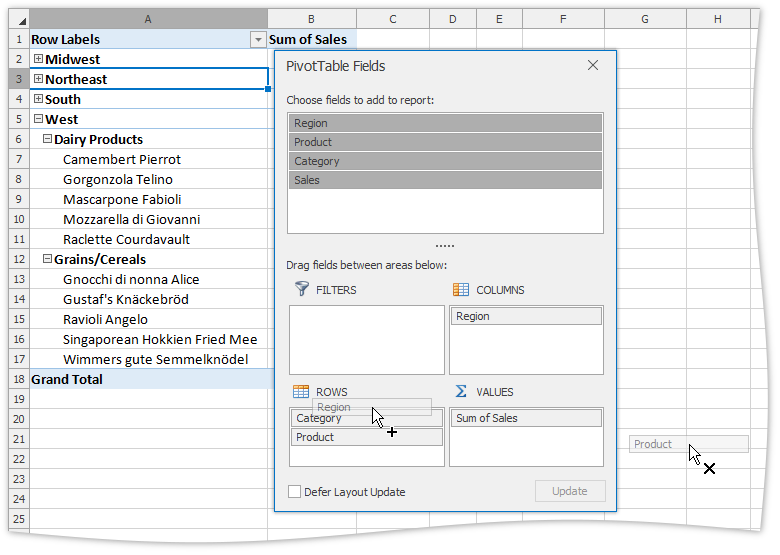 A B C D E F G H
1 Row Labels Sum of Sales
2 Midwest
3 Northeast
4 South
5 West
6 Dairy Products
7 Camembert Pierrot
8 Gorgonzola Telino
9 Mascarpone Fabioli
10 Mozzarella di Giovanni
11 Raclette Courdavault
12 Grains/Cereals
13 Gnocchi di nonna Alice
14 Gustaf's Knäckebröd
15 Ravioli Angelo
16 Singaporean Hokkien Fried Mee
17 Wimmers gute Semmelknödel
18 Grand Total
19
20
21
22
23
24
25
PivotTable Fields
Choose fields to add to report:
Region
Product
Category
Sales
Drag fields between areas below:
FILTERS
COLUMNS
Region
ROWS
Region
Category
Product
VALUES
Sum of Sales
Defer Layout Update
Update
Product